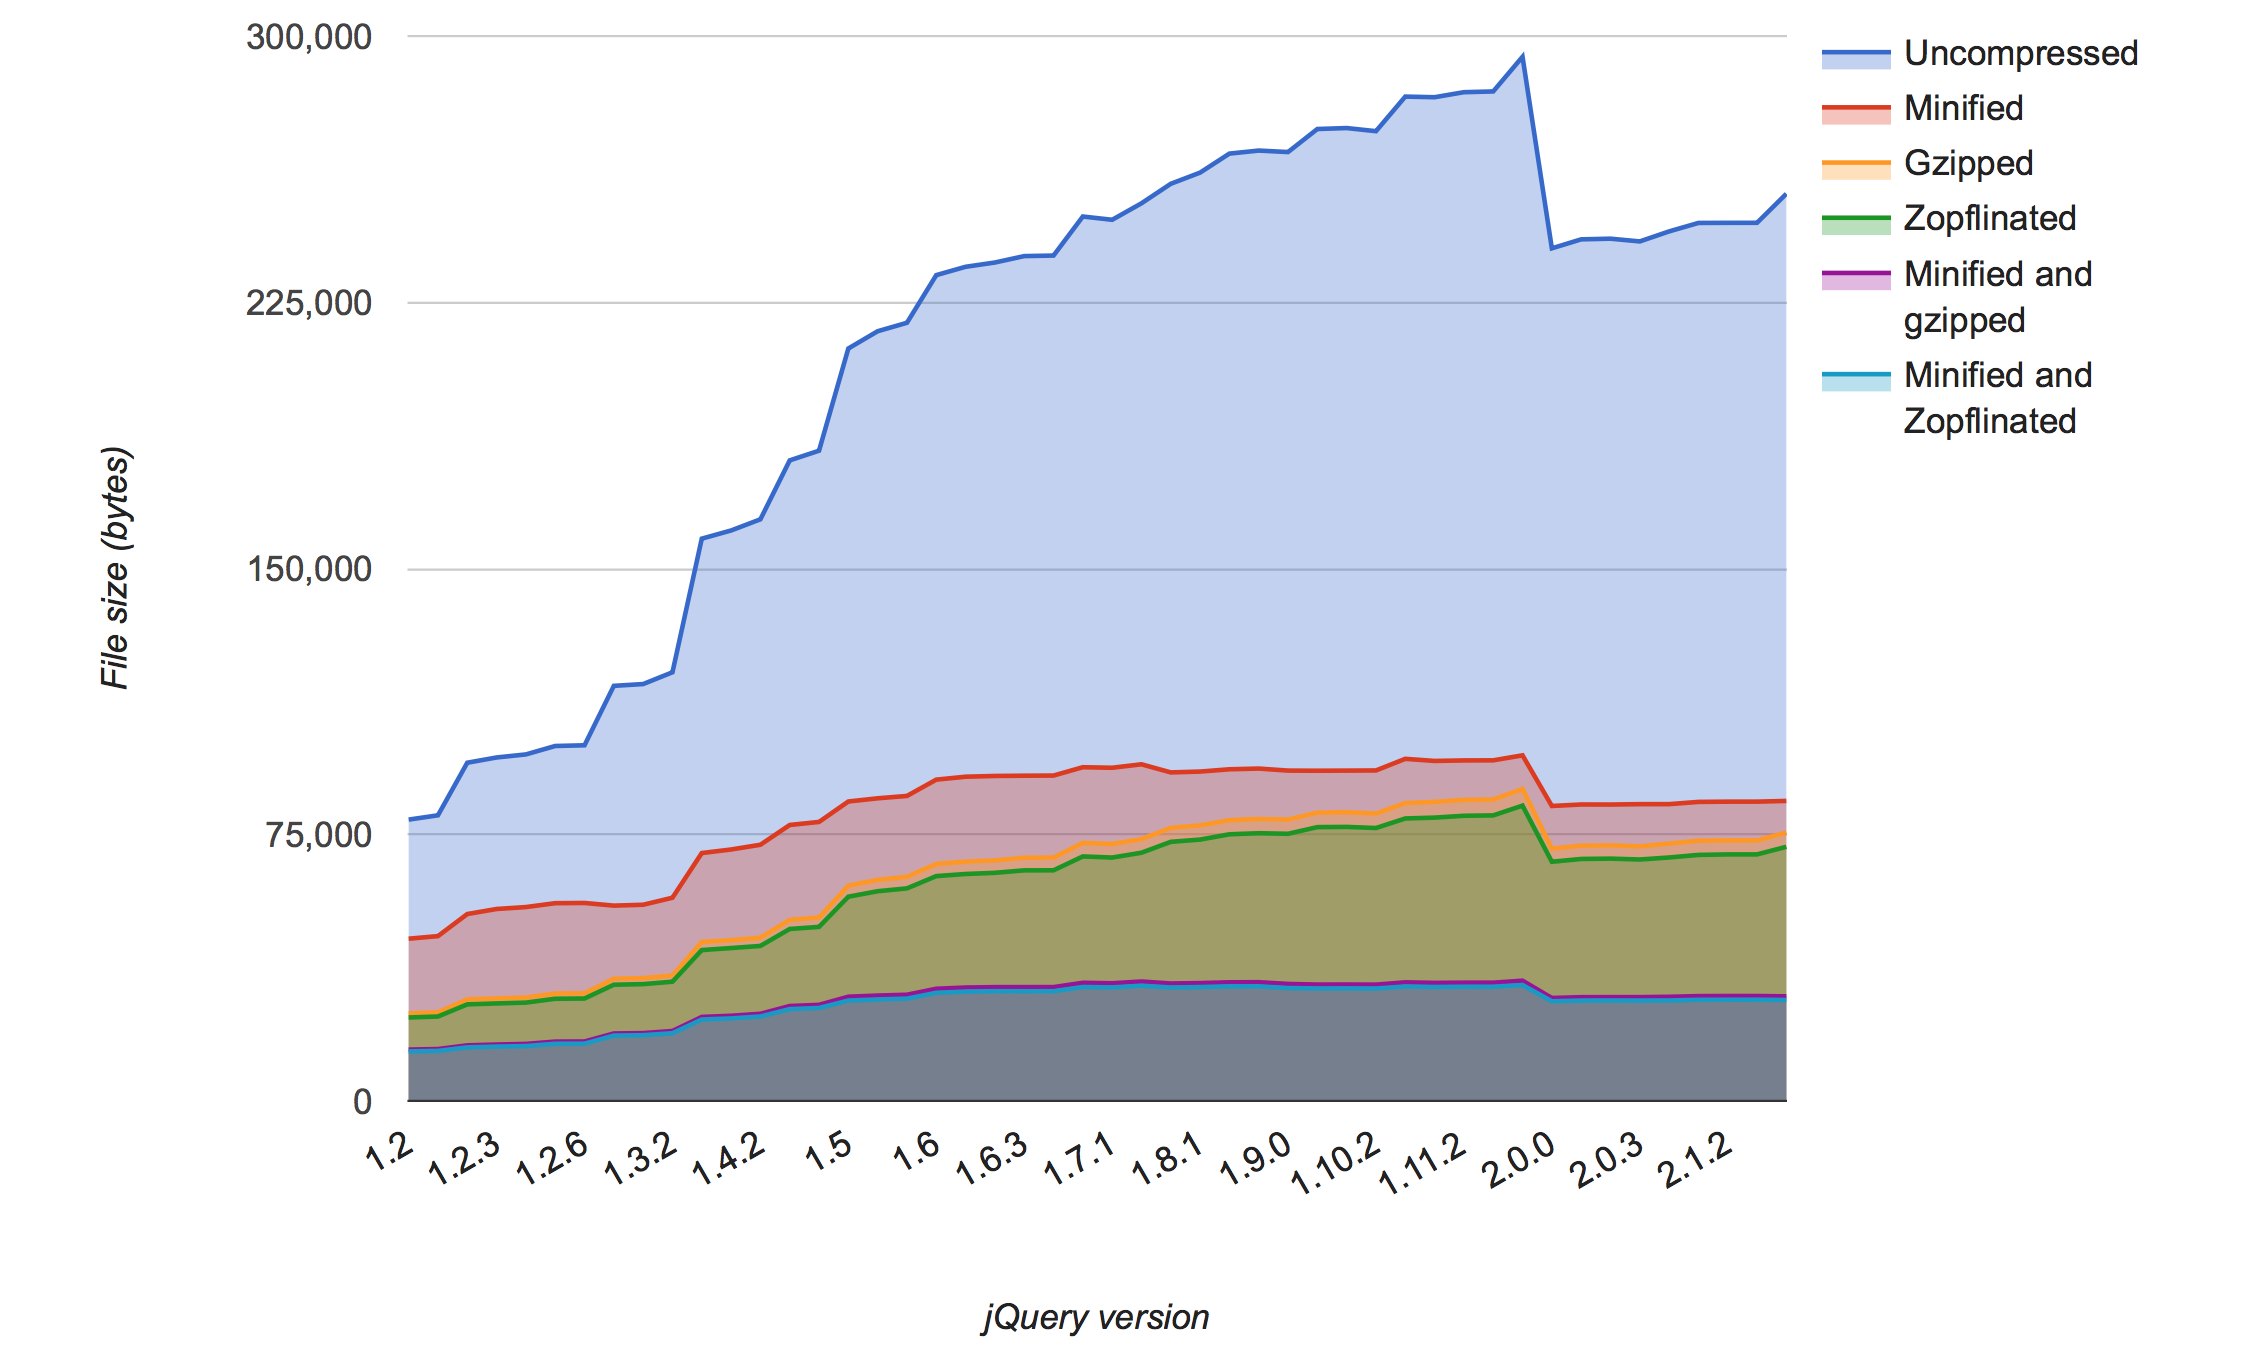 300,000
225,000
150,000
75,000
0
File size (bytes)
1.2
1.2.3
1.2.6
1.3.2
1.4.2
1.5
1.6
1.6.3
1.7.1
1.8.1
1.9.0
1.10.2
1.11.2
2.0.0
2.0.3
2.1.2
jQuery version
Uncompressed
Minified
Gzipped
Zopflinated
Minified and
gzipped
Minified and
Zopflinated